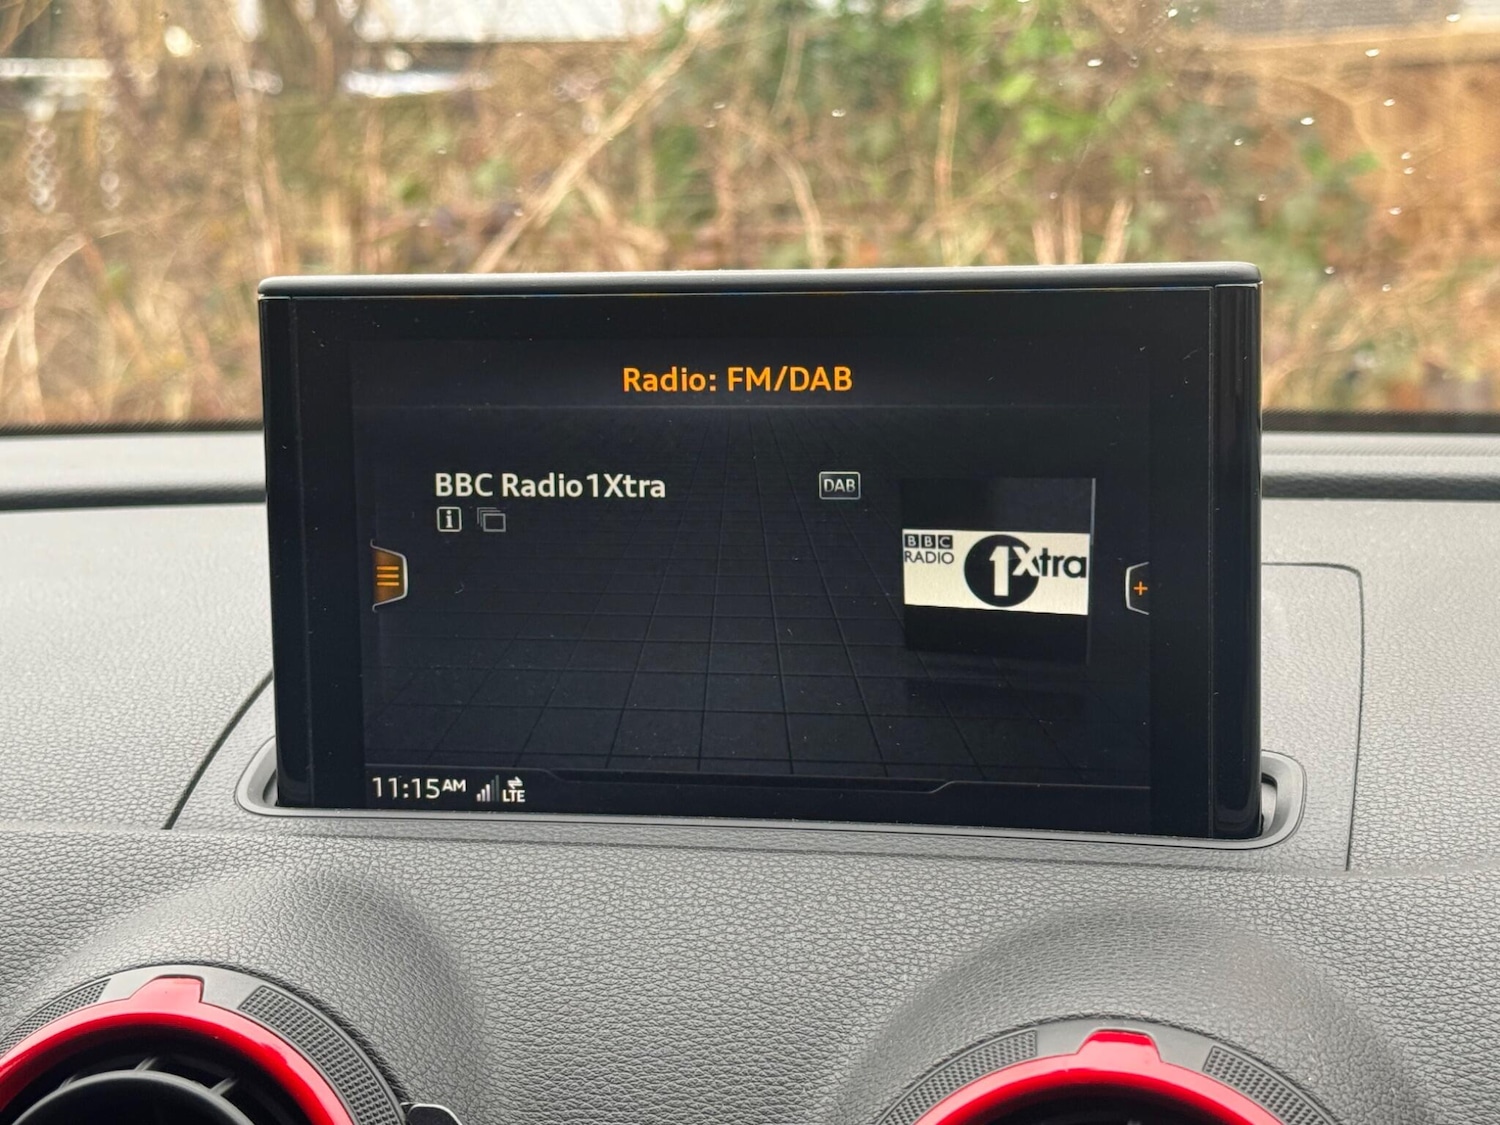 Radio: FM/DAB
BBC Radio1Xtra
DAB
i
BBC
RADIO
1Xtra
+
11:15AM
LTE